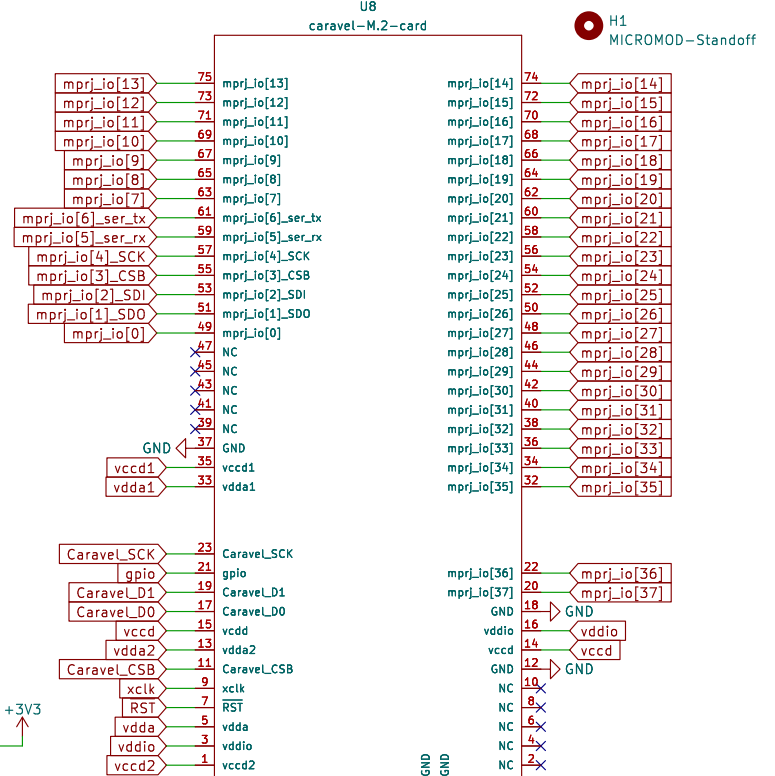 U8
caravel-M.2-card
H1
MICROMOD-Standoff
mprj_io[13] 75 mprj_io[13] mprj_io[14] 74 mprj_io[14]
mprj_io[12] 73 mprj_io[12] mprj_io[15] 72 mprj_io[15]
mprj_io[11] 71 mprj_io[11] mprj_io[16] 70 mprj_io[16]
mprj_io[10] 69 mprj_io[10] mprj_io[17] 68 mprj_io[17]
mprj_io[9] 67 mprj_io[9] mprj_io[18] 66 mprj_io[18]
mprj_io[8] 65 mprj_io[8] mprj_io[19] 64 mprj_io[19]
mprj_io[7] 63 mprj_io[7] mprj_io[20] 62 mprj_io[20]
mprj_io[6]_ser_tx 61 mprj_io[6]_ser_tx mprj_io[21] 60 mprj_io[21]
mprj_io[5]_ser_rx 59 mprj_io[5]_ser_rx mprj_io[22] 58 mprj_io[22]
mprj_io[4]_SCK 57 mprj_io[4]_SCK mprj_io[23] 56 mprj_io[23]
mprj_io[3]_CSB 55 mprj_io[3]_CSB mprj_io[24] 54 mprj_io[24]
mprj_io[2]_SDI 53 mprj_io[2]_SDI mprj_io[25] 52 mprj_io[25]
mprj_io[1]_SDO 51 mprj_io[1]_SDO mprj_io[26] 50 mprj_io[26]
mprj_io[0] 49 mprj_io[0] mprj_io[27] 48 mprj_io[27]
47 NC mprj_io[28] 46 mprj_io[28]
45 NC mprj_io[29] 44 mprj_io[29]
43 NC mprj_io[30] 42 mprj_io[30]
41 NC mprj_io[31] 40 mprj_io[31]
39 NC mprj_io[32] 38 mprj_io[32]
GND 37 GND mprj_io[33] 36 mprj_io[33]
vccd1 35 vccd1 mprj_io[34] 34 mprj_io[34]
vdda1 33 vdda1 mprj_io[35] 32 mprj_io[35]
Caravel_SCK 23 Caravel_SCK
gpio 21 gpio mprj_io[36] 22 mprj_io[36]
Caravel_D1 19 Caravel_D1 mprj_io[37] 20 mprj_io[37]
Caravel_D0 17 Caravel_D0 GND 18 GND
vccd 15 vcdd vddio 16 vddio
vdda2 13 vdda2 vccd 14 vccd
Caravel_CSB 11 Caravel_CSB GND 12 GND
xclk 9 xclk NC 10
+3V3 RST 7 RST NC 8
vdda 5 vdda NC 6
vddio 3 vddio NC 4
vccd2 1 vccd2 GND GND NC 2